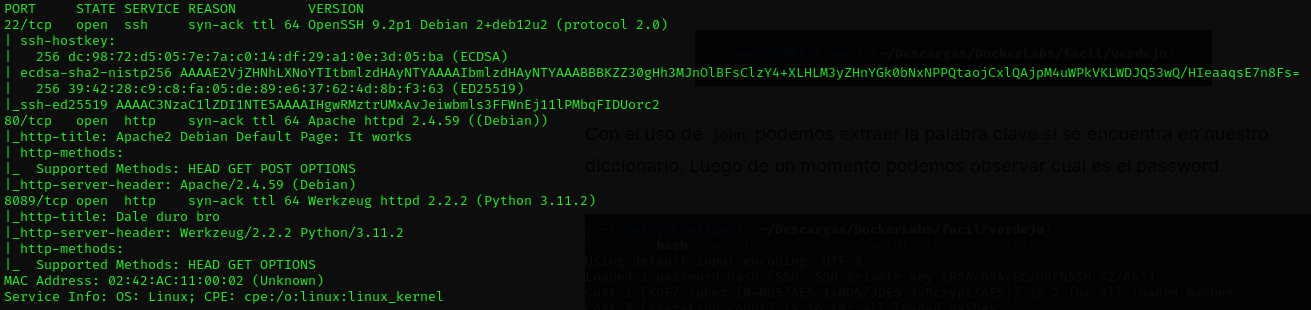 PORT     STATE SERVICE REASON         VERSION
22/tcp   open  ssh     syn-ack ttl 64 OpenSSH 9.2p1 Debian 2+deb12u2 (protocol 2.0)
| ssh-hostkey:
|   256 dc:98:72:d5:05:7e:7a:c0:14:df:29:a1:0e:3d:05:ba (ECDSA)
~/Descargas/DockerLabs/facil/verdejo
| ecdsa-sha2-nistp256 AAAAE2VjZHNhLXNoYTItbmlzdHAyNTYAAAAIbmlzdHAyNTYAAABBBKZZ30gHh3MJnOlBFsClzY4+XLHLM3yZHnYGk0bNxNPPQtaojCxlQAjpM4uWPkVKLWDJQ53wQ/HIeaaqsE7n8Fs=
|   256 39:42:28:c9:c8:fa:05:de:89:e6:37:62:4d:8b:f3:63 (ED25519)
|_ssh-ed25519 AAAAC3NzaC1lZDI1NTE5AAAAIHgwRMztrUMxAvJeiwbmls3FFWnEj11lPMbqFIDUorc2
80/tcp   open  http    syn-ack ttl 64 Apache httpd 2.4.59 ((Debian))
|_http-title: Apache2 Debian Default Page: It works
| http-methods:
|_  Supported Methods: HEAD GET POST OPTIONS
|_http-server-header: Apache/2.4.59 (Debian)
8089/tcp open  http    syn-ack ttl 64 Werkzeug httpd 2.2.2 (Python 3.11.2)
|_http-title: Dale duro bro
|_http-server-header: Werkzeug/2.2.2 Python/3.11.2
| http-methods:
|_  Supported Methods: HEAD GET OPTIONS
MAC Address: 02:42:AC:11:00:02 (Unknown)
Service Info: OS: Linux; CPE: cpe:/o:linux:linux_kernel
Con el uso de john podemos extraer la palabra clave si se encuentra en nuestro
diccionario. Luego de un momento podemos observar cuál es el password.
~/Descargas/DockerLabs/facil/verdejo
john hash
Using default input encoding: UTF-8
Loaded 1 password hash (SSH, SSH private key [RSA/DSA/EC/OPENSSH 32/64])
Cost 1 (KDF/cipher [0=MD5/AES 1=MD5/3DES 2=Bcrypt/AES]) is 2 for all loaded hashes